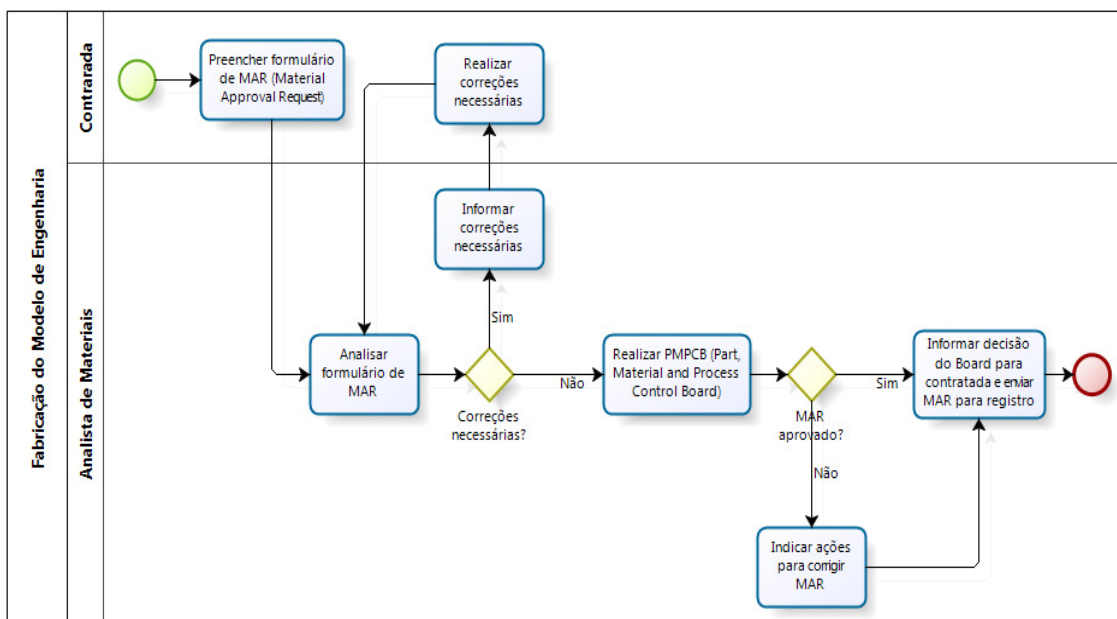 Fabricação do Modelo de Engenharia
Contrarada
Preencher formulário
de MAR (Material
Approval Request)
Realizar
correções
necessárias
Analista de Materiais
Informar
correções
necessárias
Sim
Analisar
formulário de
MAR
Correções
necessárias?
Não
Realizar PMPCB (Part,
Material and Process
Control Board)
MAR
aprovado?
Sim
Informar decisão
do Board para
contratada e enviar
MAR para registro
Não
Indicar ações
para corrigir
MAR